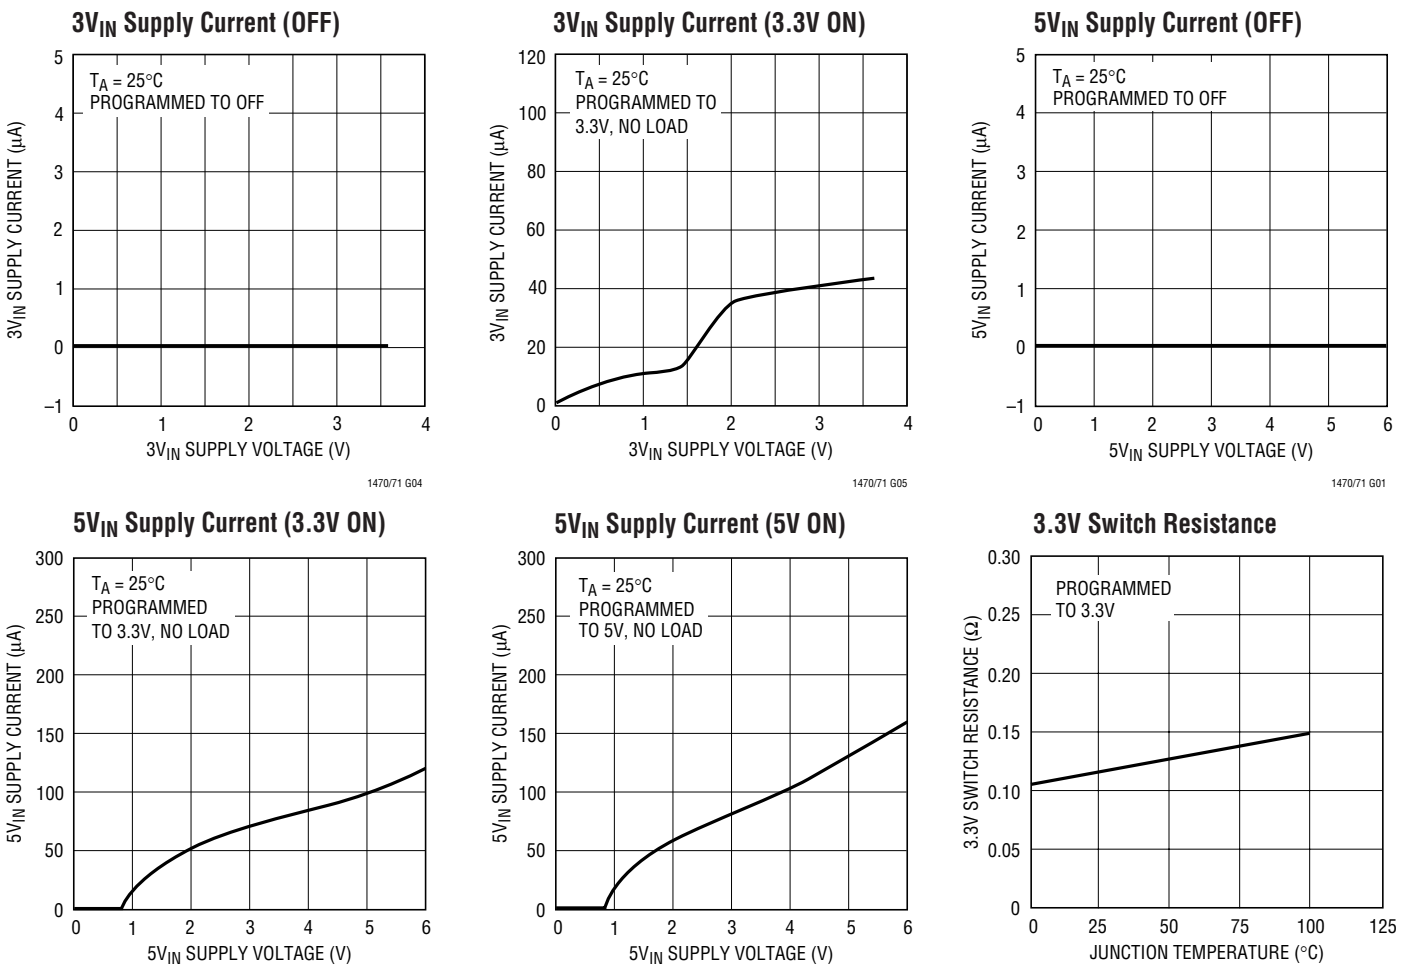 3VIN Supply Current (OFF)
5
4
3
2
1
0
–1
3VIN SUPPLY CURRENT (µA)
TA = 25°C
PROGRAMMED TO OFF
0 1 2 3 4
3VIN SUPPLY VOLTAGE (V)
1470/71 G04
3VIN Supply Current (3.3V ON)
120
100
80
60
40
20
0
3VIN SUPPLY CURRENT (µA)
TA = 25°C
PROGRAMMED TO
3.3V, NO LOAD
0 1 2 3 4
3VIN SUPPLY VOLTAGE (V)
1470/71 G05
5VIN Supply Current (OFF)
5
4
3
2
1
0
–1
5VIN SUPPLY CURRENT (µA)
TA = 25°C
PROGRAMMED TO OFF
0 1 2 3 4 5 6
5VIN SUPPLY VOLTAGE (V)
1470/71 G01
5VIN Supply Current (3.3V ON)
300
250
200
150
100
50
0
5VIN SUPPLY CURRENT (µA)
TA = 25°C
PROGRAMMED
TO 3.3V, NO LOAD
0 1 2 3 4 5 6
5VIN SUPPLY VOLTAGE (V)
5VIN Supply Current (5V ON)
300
250
200
150
100
50
0
5VIN SUPPLY CURRENT (µA)
TA = 25°C
PROGRAMMED
TO 5V, NO LOAD
0 1 2 3 4 5 6
5VIN SUPPLY VOLTAGE (V)
3.3V Switch Resistance
0.30
0.25
0.20
0.15
0.10
0.05
0
3.3V SWITCH RESISTANCE (Ω)
PROGRAMMED
TO 3.3V
0 25 50 75 100 125
JUNCTION TEMPERATURE (°C)